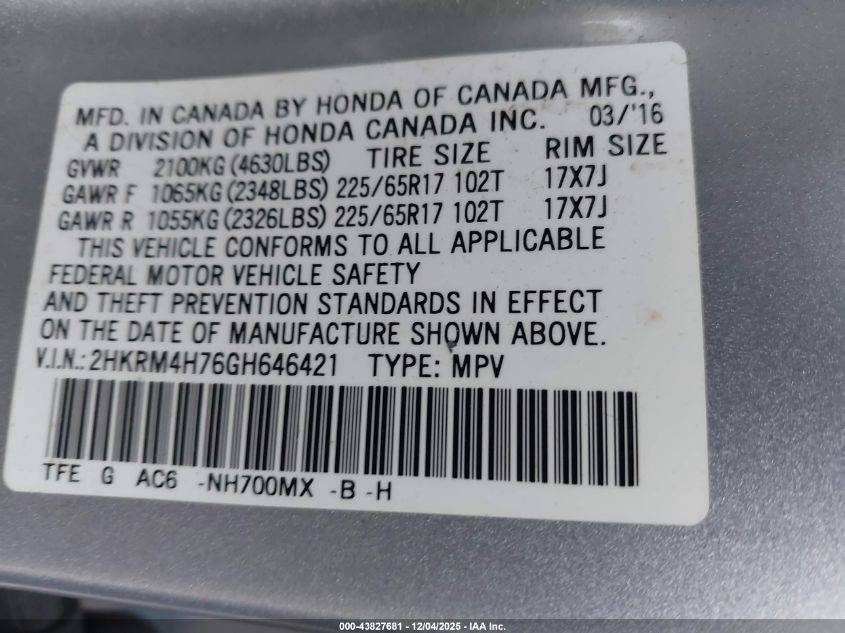 MFD. IN CANADA BY HONDA OF CANADA MFG.,
A DIVISION OF HONDA CANADA INC. 03/'16
GVWR 2100KG (4630LBS) TIRE SIZE RIM SIZE
GAWR F 1065KG (2348LBS) 225/65R17 102T 17X7J
GAWR R 1055KG (2326LBS) 225/65R17 102T 17X7J
THIS VEHICLE CONFORMS TO ALL APPLICABLE
FEDERAL MOTOR VEHICLE SAFETY
AND THEFT PREVENTION STANDARDS IN EFFECT
ON THE DATE OF MANUFACTURE SHOWN ABOVE.
V.I.N.: 2HKRM4H76GH646421 TYPE: MPV
TFE G AC6 -NH700MX -B -H
000-43827681 - 12/04/2025 - IAA Inc.